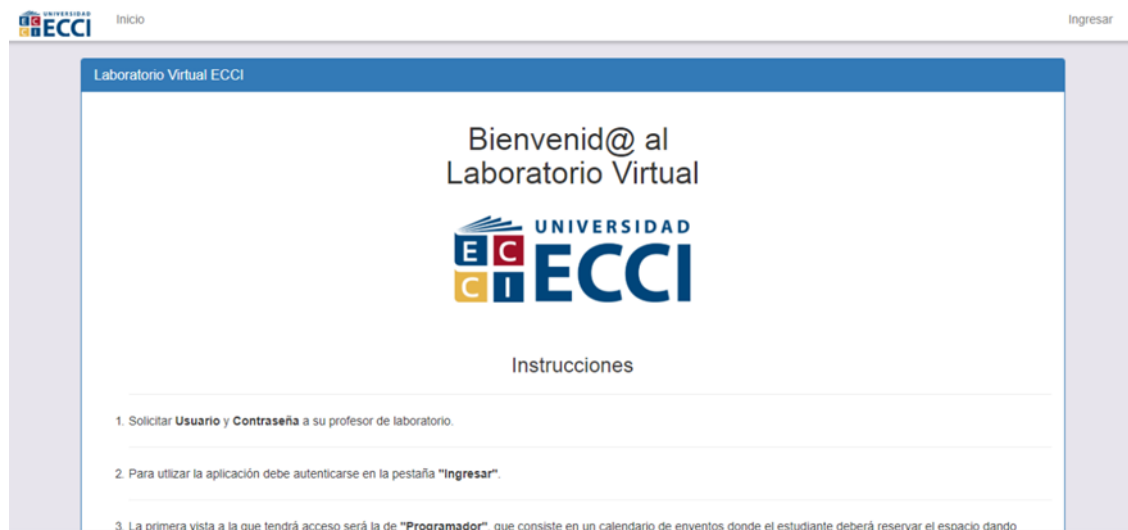 UNIVERSIDAD
ECCI
Inicio
Ingresar
Laboratorio Virtual ECCI
Bienvenid@ al
Laboratorio Virtual
UNIVERSIDAD
E C
C I
ECCI
Instrucciones
1. Solicitar Usuario y Contraseña a su profesor de laboratorio.
2. Para utlizar la aplicación debe autenticarse en la pestaña "Ingresar".
3. La primera vista a la que tendrá acceso será la de "Programador", que consiste en un calendario de enventos donde el estudiante deberá reservar el espacio dando